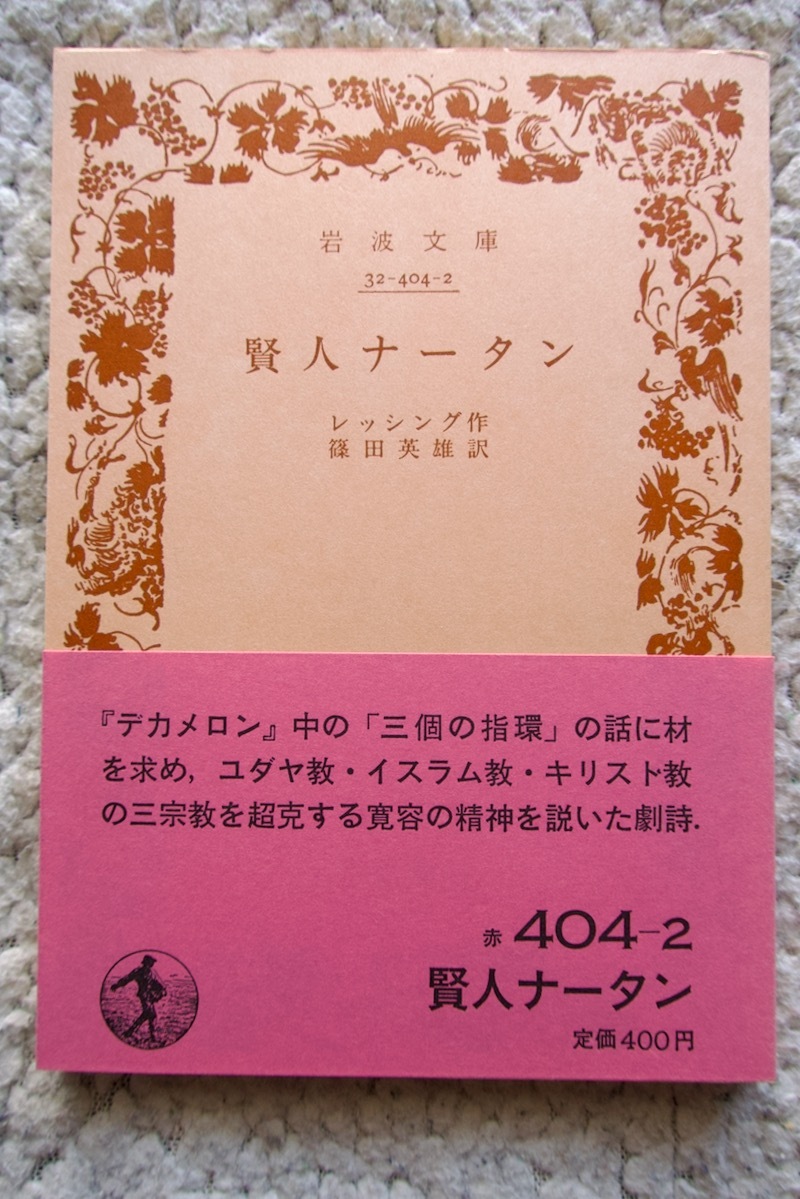 岩波文庫
32-404-2
賢人ナータン
レッシング作
篠田英雄訳
『デカメロン』中の「三個の指環」の話に材
を求め，ユダヤ教・イスラム教・キリスト教
の三宗教を超克する寛容の精神を説いた劇詩．
赤 404-2
賢人ナータン
定価400円